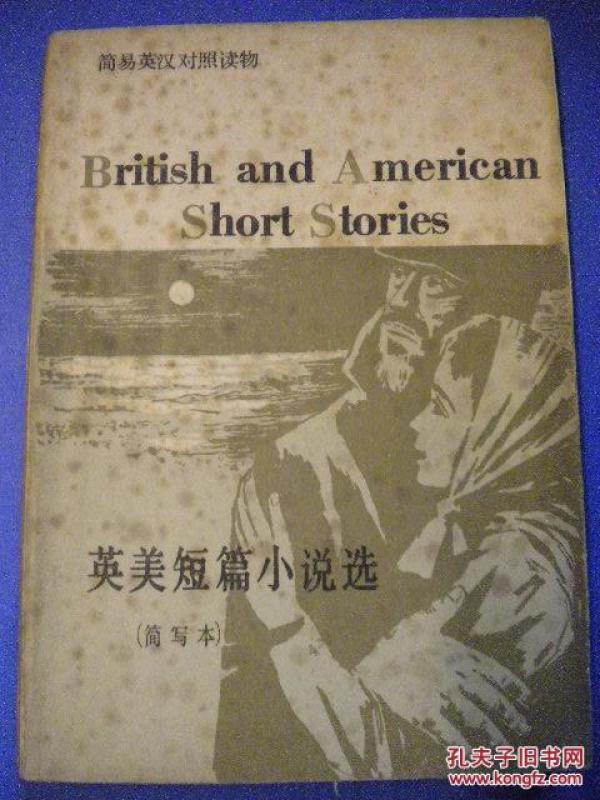 简易英汉对照读物
British and American
Short Stories
英美短篇小说选
(简写本)
孔夫子旧书网
www.kongfz.com